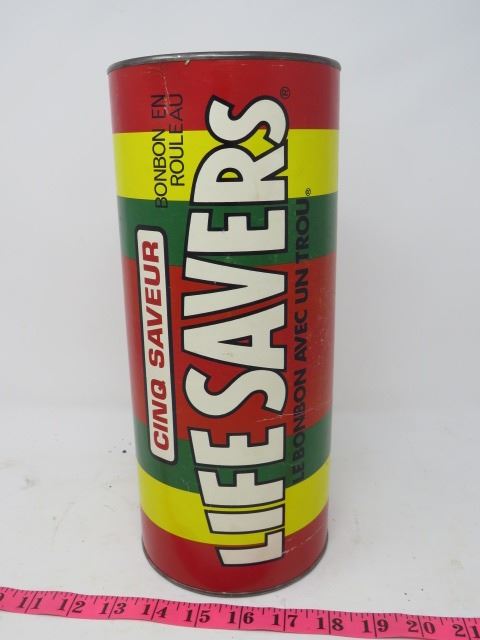 BONBON EN
ROULEAU
CINQ SAVEUR
LIFE SAVERS®
LE BONBON AVEC UN TROU®
10 11 12 13 14 15 16 17 18 19 20 21